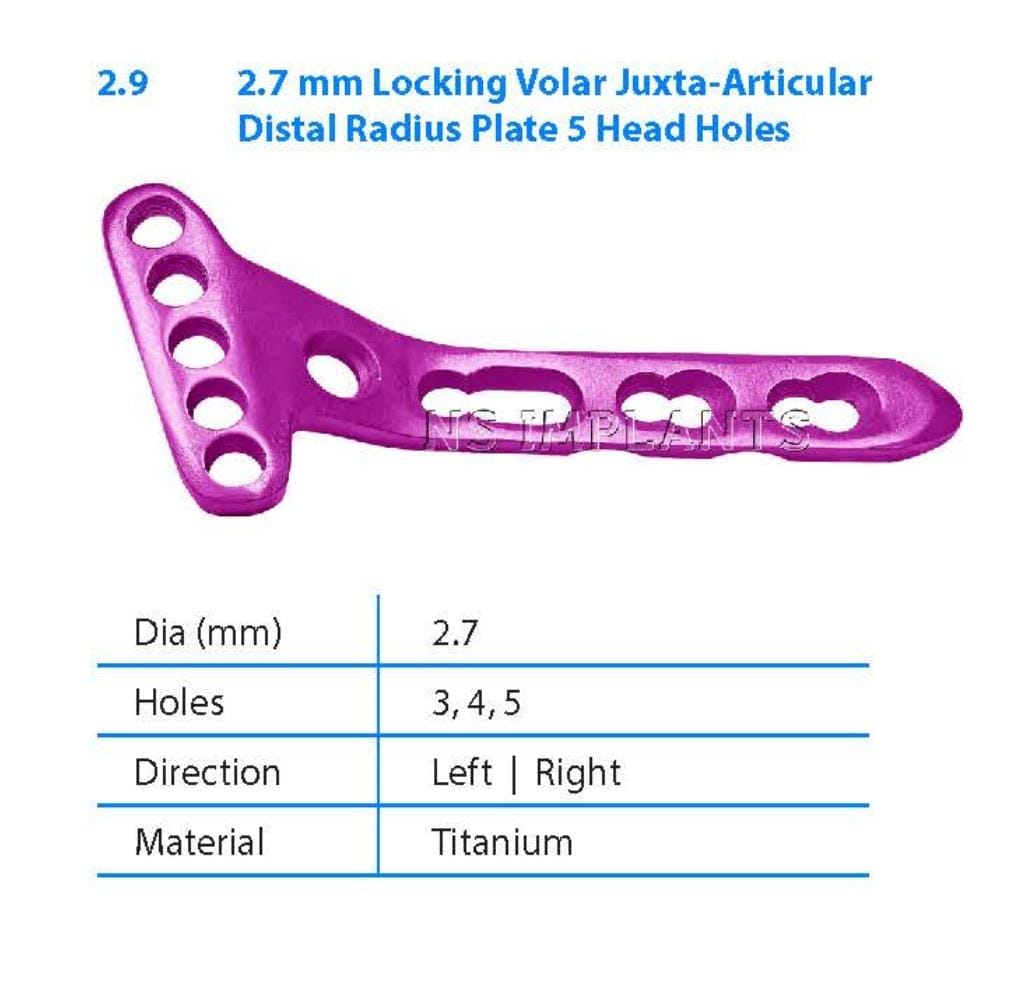 2.9 2.7 mm Locking Volar Juxta-Articular
Distal Radius Plate 5 Head Holes
NS IMPLANTS
Dia (mm) 2.7
Holes 3, 4, 5
Direction Left | Right
Material Titanium